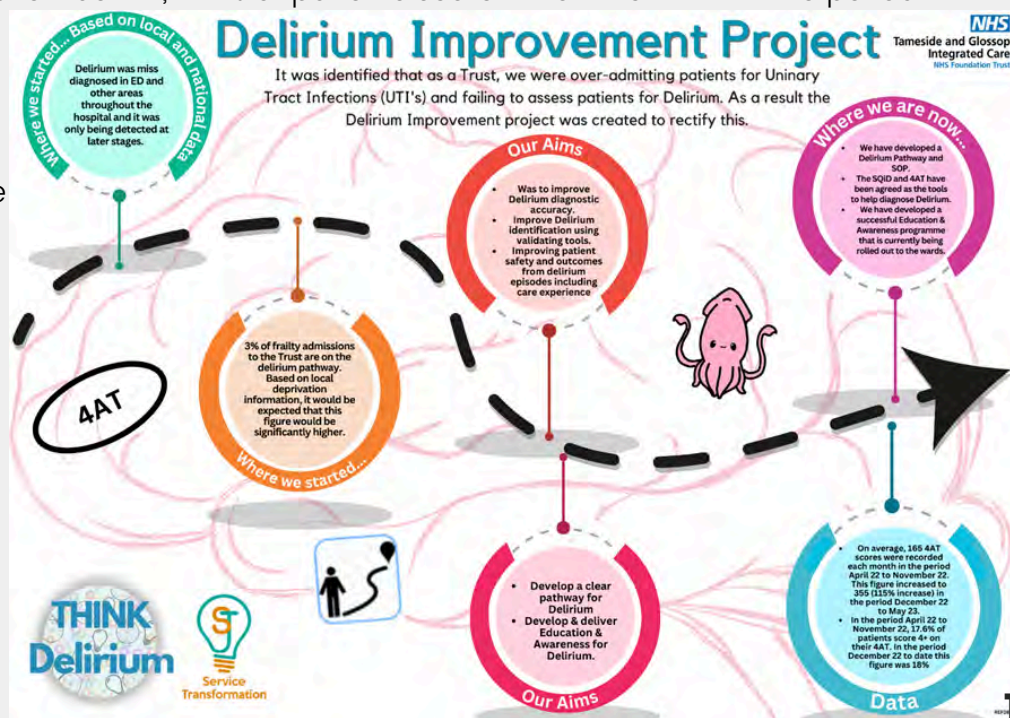 Delirium Improvement Project
NHS
Tameside and Glossop
Integrated Care
NHS Foundation Trust
It was identified that as a Trust, we were over-admitting patients for Uninary
Tract Infections (UTI's) and failing to assess patients for Delirium. As a result the
Delirium Improvement project was created to rectify this.
Where we started... Based on local and national data
Delirium was miss
diagnosed in ED and
other areas
throughout the
hospital and it was
only being detected at
later stages.
3% of frailty admissions
to the Trust are on the
delirium pathway.
Based on local
deprivation
information, it would be
expected that this
figure would be
significantly higher.
Where we started...
Our Aims
• Was to improve
Delirium diagnostic
accuracy.
• Improve Delirium
identification using
validating tools.
• Improving patient
safety and outcomes
from delirium
episodes including
care experience
• Develop a clear
pathway for
Delirium
• Develop & deliver
Education &
Awareness for
Delirium.
Our Aims
Where we are now...
• We have developed a
Delirium Pathway and
SOP.
• The SQiD and 4AT have
been agreed as the tools
to help diagnose Delirium.
• We have developed a
successful Education &
Awareness programme
that is currently being
rolled out to the wards.
• On average, 165 4AT
scores were recorded
each month in the period
April 22 to November 22.
This figure increased to
355 (115% increase) in
the period December 22
to May 23.
• In the period April 22 to
November 22, 17.6% of
patients score 4+ on
their 4AT. In the period
December 22 to date this
figure was 18%
Data
4AT
THINK
Delirium
ST
Service
Transformation